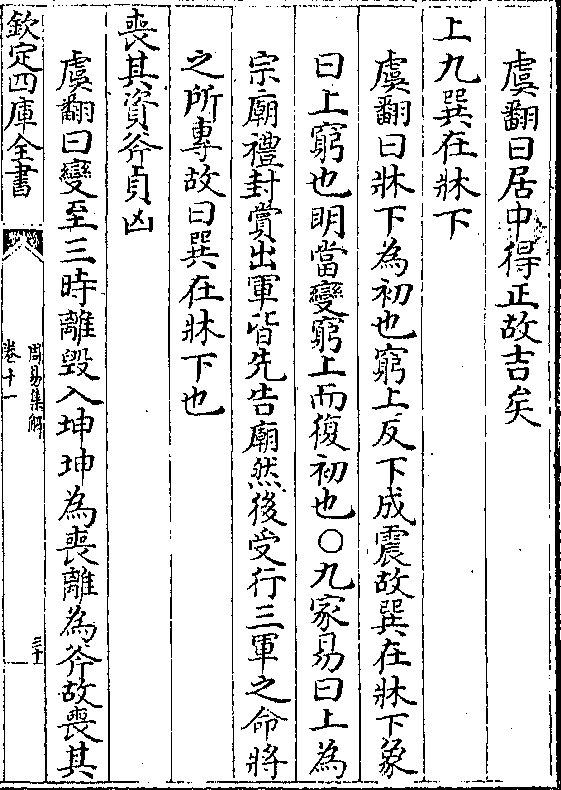 虞翻曰居中得正故吉矣
上九巽在牀下
虞翻曰牀下為初也窮上反下成震故巽在牀下象
曰上窮也明當變窮上而復初也○九家易曰上為
宗廟禮封賞出軍皆先告廟然後受行三軍之命將
之所專故曰巽在牀下也
喪其資斧貞凶
虞翻曰變至三時離毀入坤坤為喪離為斧故喪其
欽定四庫全書
周易集解
卷十一
三十